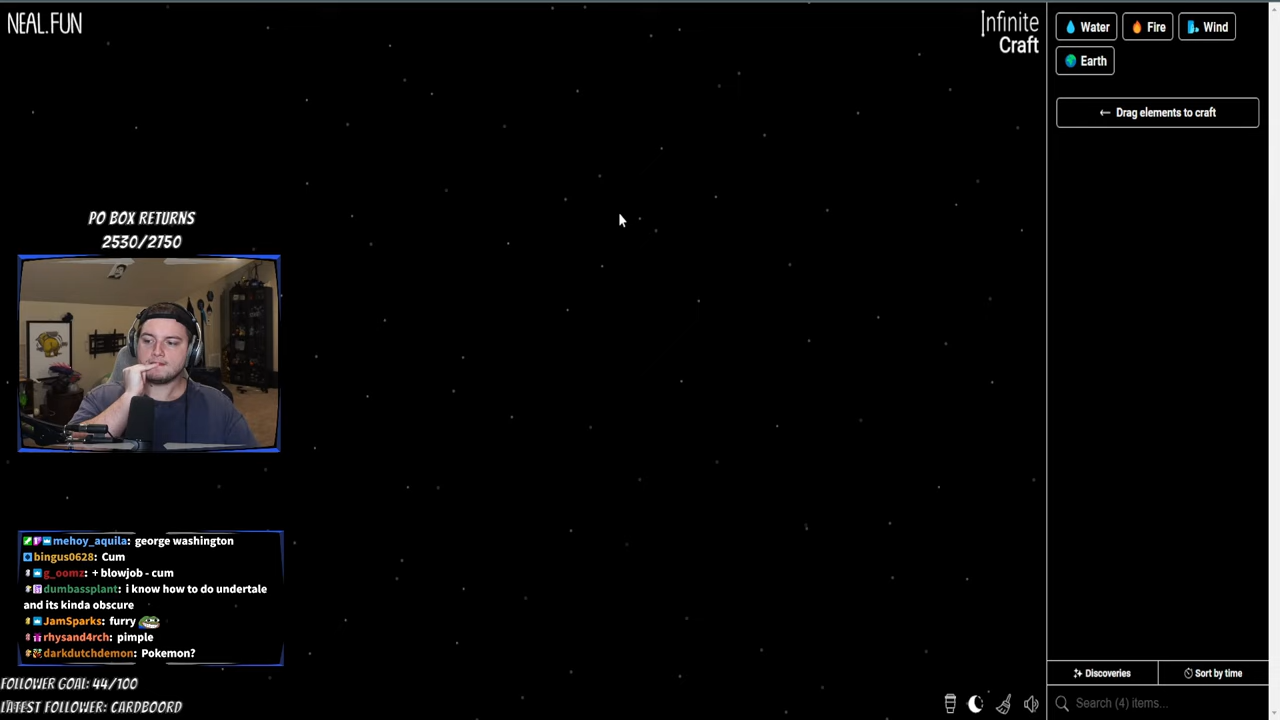 NEAL.FUN
Infinite
Craft
Water
Fire
Wind
Earth
← Drag elements to craft
PO BOX RETURNS
2530/2750
mehoy_aquila: george washington
bingus0628: Cum
g_oomz: + blowjob - cum
dumbassplant: i know how to do undertale
and its kinda obscure
JamSparks: furry
rhysand4rch: pimple
darkdutchdemon: Pokemon?
FOLLOWER GOAL: 44/100
LATEST FOLLOWER: CARDBOORD
Discoveries
Sort by time
Search (4) items...